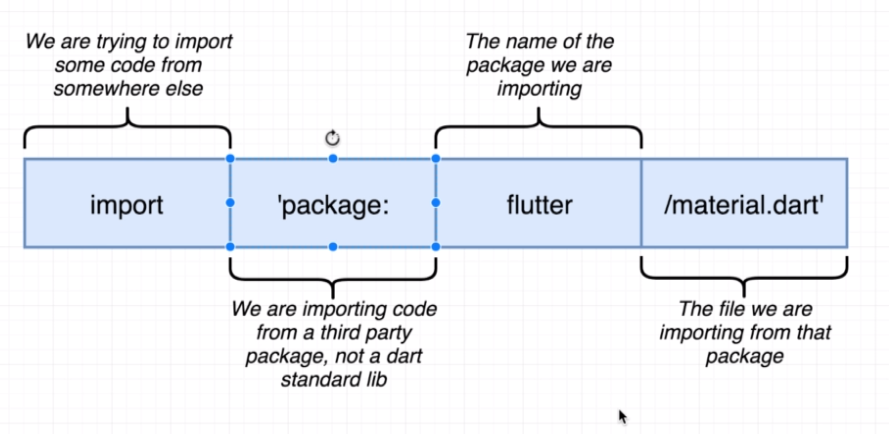 We are trying to import
some code from
somewhere else
The name of the
package we are
importing
import
'package:
flutter
/material.dart'
We are importing code
from a third party
package, not a dart
standard lib
The file we are
importing from that
package